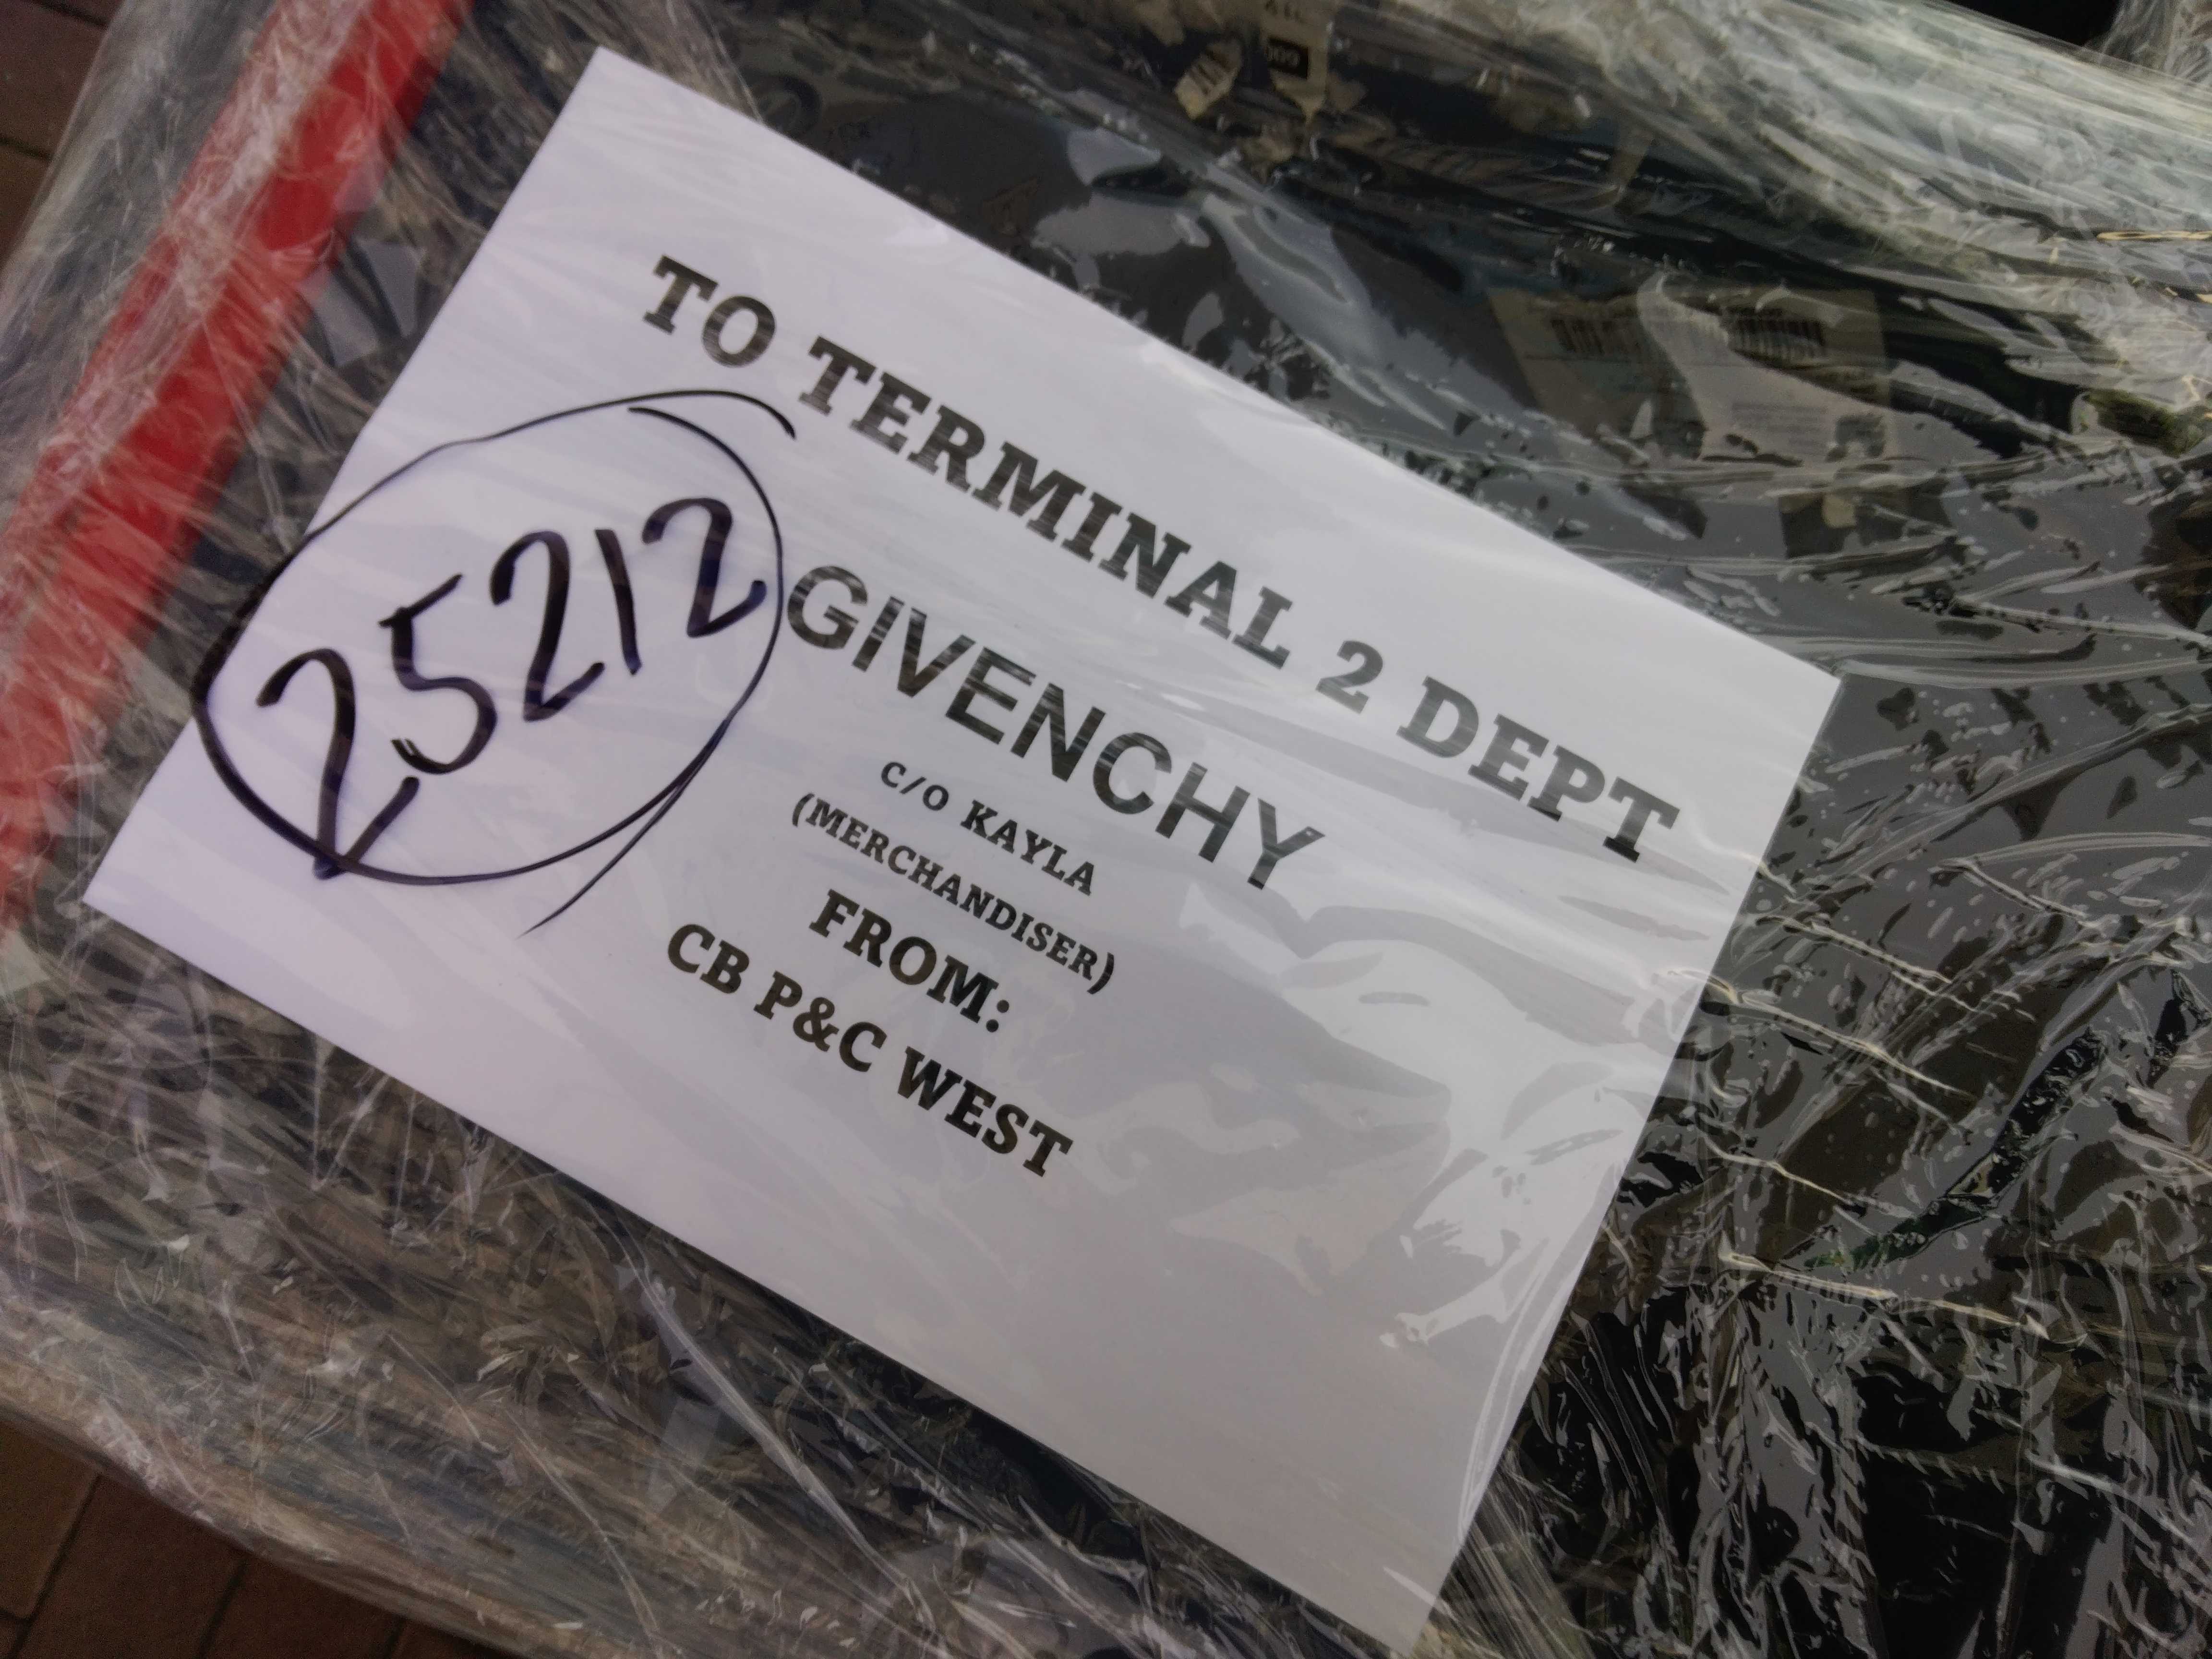 TO TERMINAL 2 DEPT
25212
GIVENCHY
C/O KAYLA
(MERCHANDISER)
FROM:
CB P&C WEST